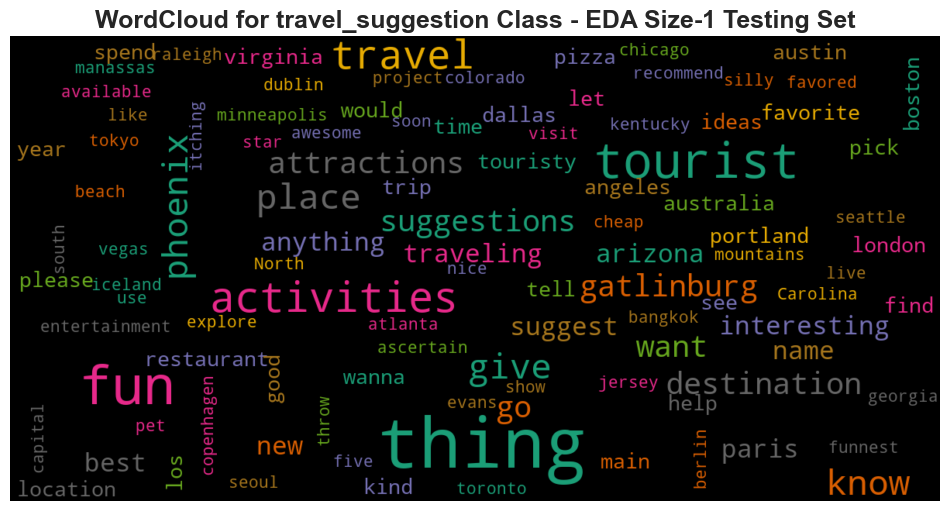 WordCloud for travel_suggestion Class - EDA Size-1 Testing Set
spend raleigh virginia travel pizza chicago austin
manassas dublin project colorado recommend silly favored boston
available like minneapolis would soon time dallas let kentucky ideas favorite
tokyo itching star awesome visit
year phoenix attractions touristy tourist pick
beach place trip angeles australia
suggestions cheap seattle
south vegas anything traveling arizona portland london
North nice mountains
please iceland tell gatlinburg live
use activities see Carolina find
entertainment explore atlanta suggest bangkok interesting
restaurant ascertain want name
fun good wanna give jersey destination
copenhagen show help georgia
capital pet throw evans go
new thing berlin paris funnest
best los five main
location seoul kind toronto know